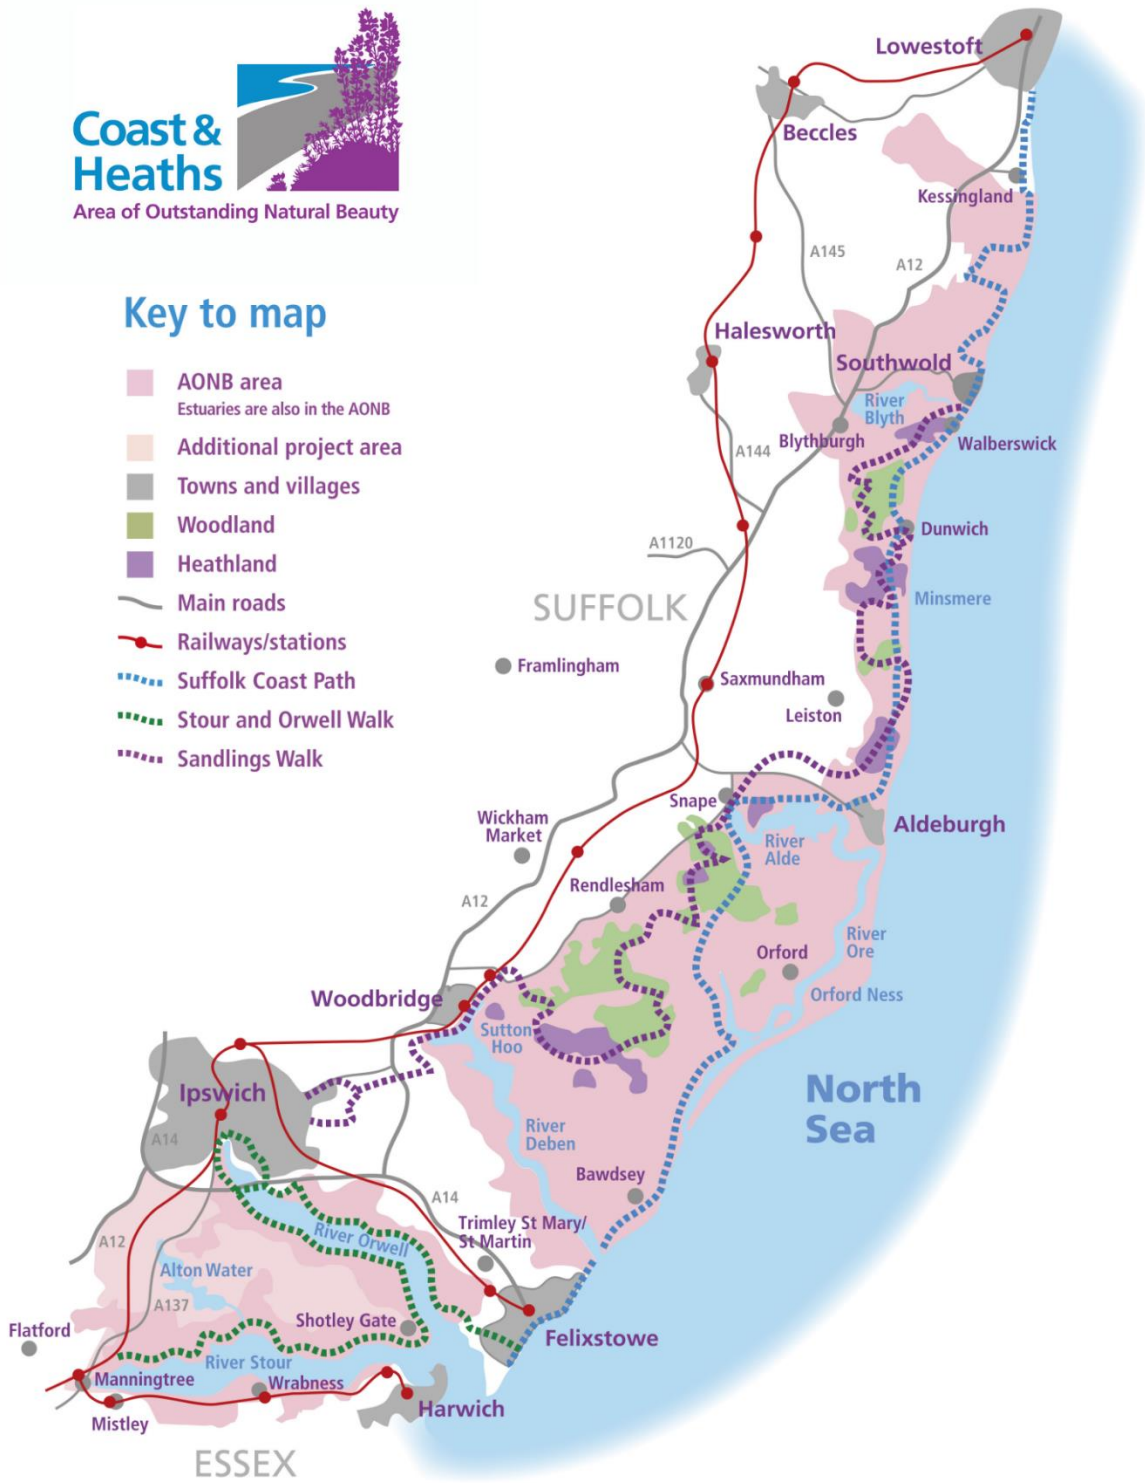 Coast &
Heaths
Area of Outstanding Natural Beauty
Key to map
AONB area
Estuaries are also in the AONB
Additional project area
Towns and villages
Woodland
Heathland
Main roads
Railways/stations
Suffolk Coast Path
Stour and Orwell Walk
Sandlings Walk
Lowestoft
Beccles
Kessingland
A145
A12
Halesworth
Southwold
River
Blyth
Blythburgh
Walberswick
A144
Dunwich
A1120
Minsmere
SUFFOLK
Framlingham
Saxmundham
Leiston
Snape
Wickham
Market
Aldeburgh
River
Alde
Rendlesham
A12
River
Ore
Orford
Orford Ness
Woodbridge
Sutton
Hoo
Ipswich
North
Sea
A14
River
Deben
Bawdsey
A14
Trimley St Mary/
St Martin
River Orwell
A12
Alton Water
A137
Shotley Gate
Flatford
Felixstowe
River Stour
Manningtree
Wrabness
Mistley
Harwich
ESSEX